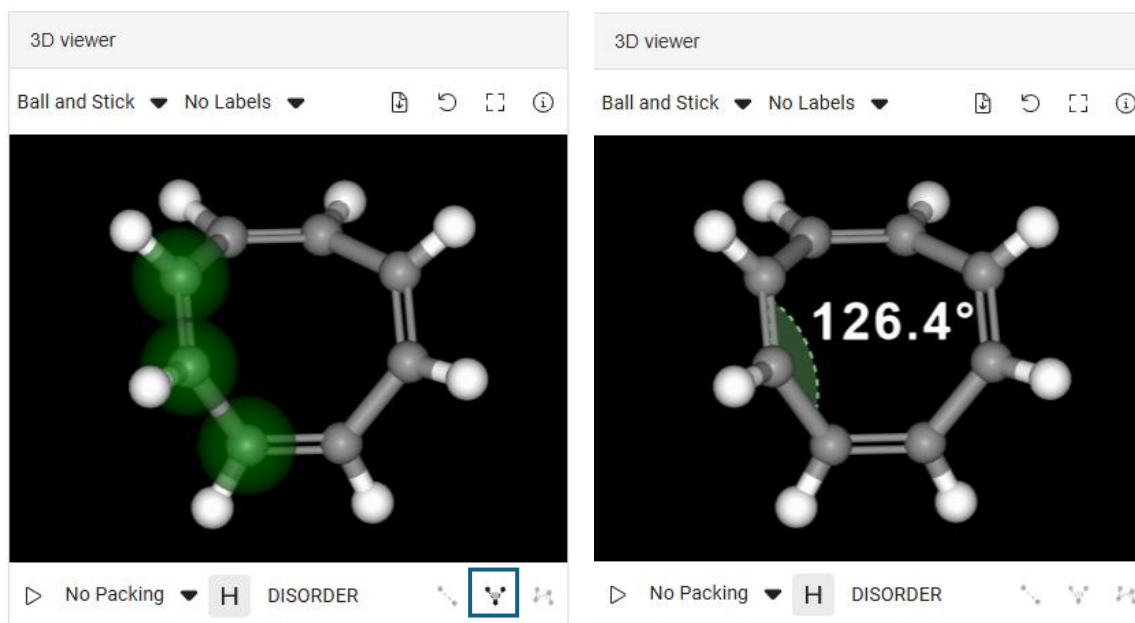 3D viewer
Ball and Stick No Labels
No Packing H DISORDER
3D viewer
Ball and Stick No Labels
126.4°
No Packing H DISORDER